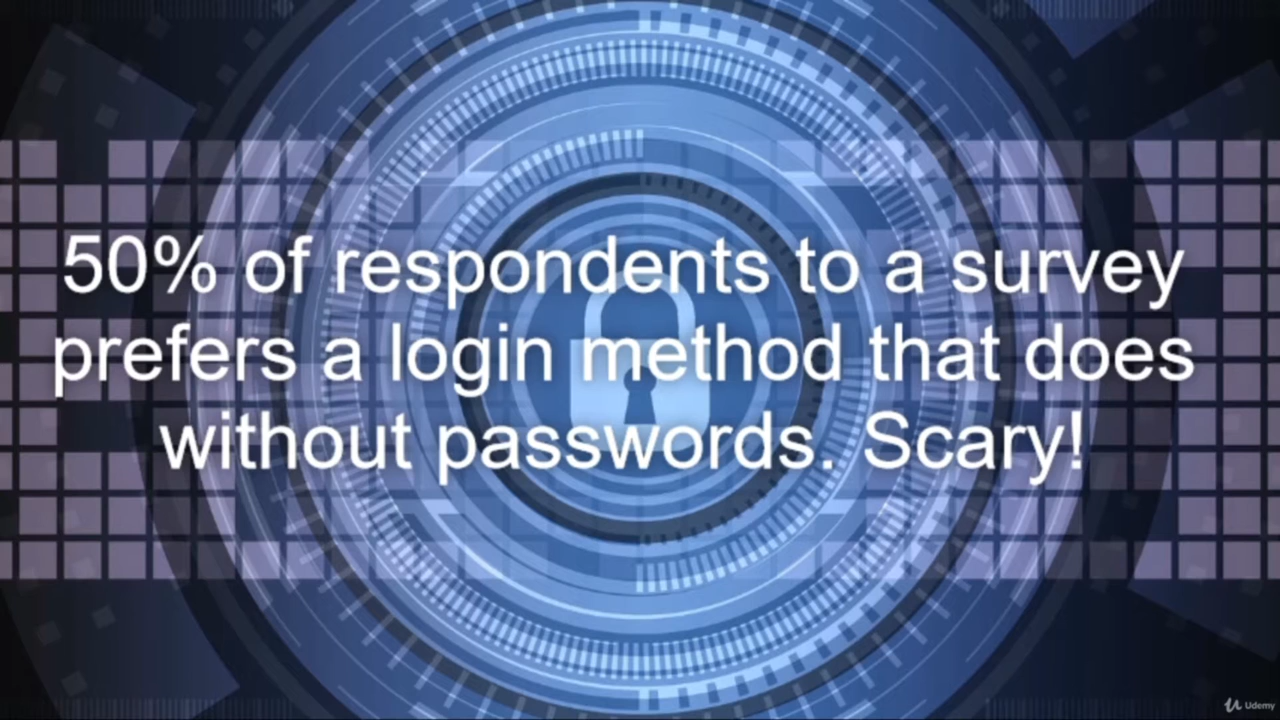 50% of respondents to a survey
prefers a login method that does
without passwords. Scary!
Udemy